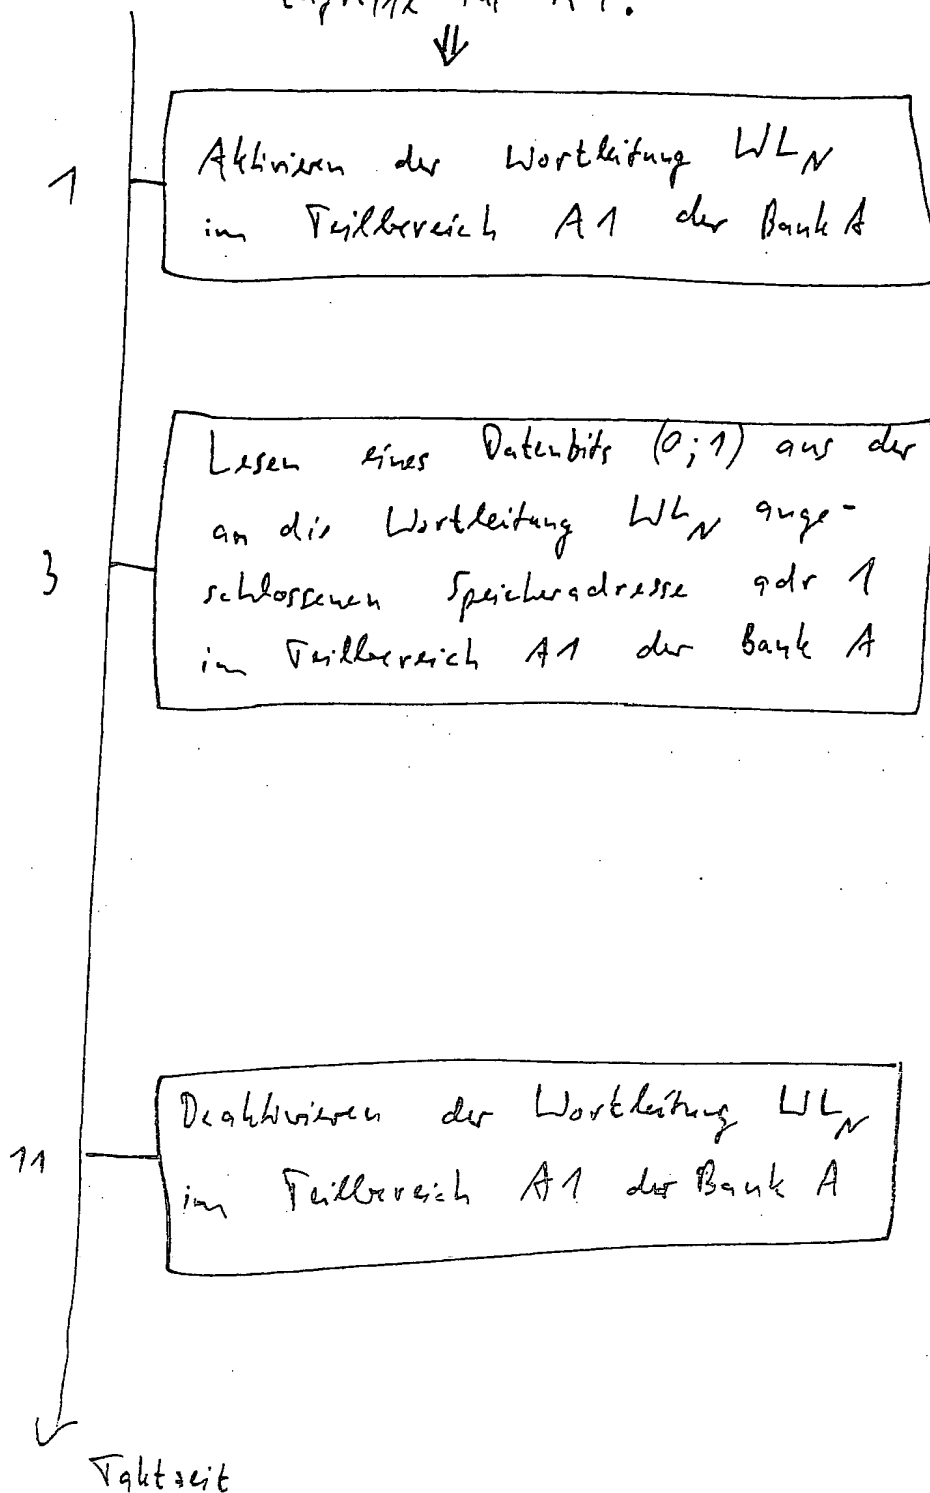 A1.
1
Aktivieren der Wortleitung WL_N
im Teilbereich A1 der Bank A
3
Lesen eines Datenbits (0;1) aus der
an die Wortleitung WL_N ange-
schlossenen Speicheradresse adr 1
im Teilbereich A1 der Bank A
11
Deaktivieren der Wortleitung WL_N
im Teilbereich A1 der Bank A
Taktzeit